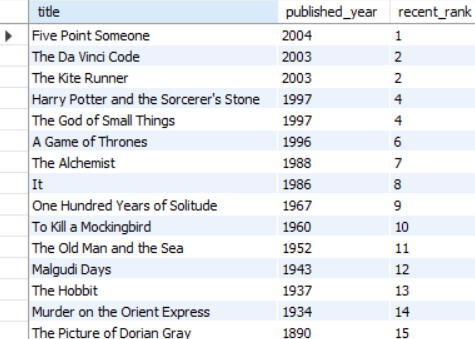 title published_year recent_rank
Five Point Someone 2004 1
The Da Vinci Code 2003 2
The Kite Runner 2003 2
Harry Potter and the Sorcerer's Stone 1997 4
The God of Small Things 1997 4
A Game of Thrones 1996 6
The Alchemist 1988 7
It 1986 8
One Hundred Years of Solitude 1967 9
To Kill a Mockingbird 1960 10
The Old Man and the Sea 1952 11
Malgudi Days 1943 12
The Hobbit 1937 13
Murder on the Orient Express 1934 14
The Picture of Dorian Gray 1890 15